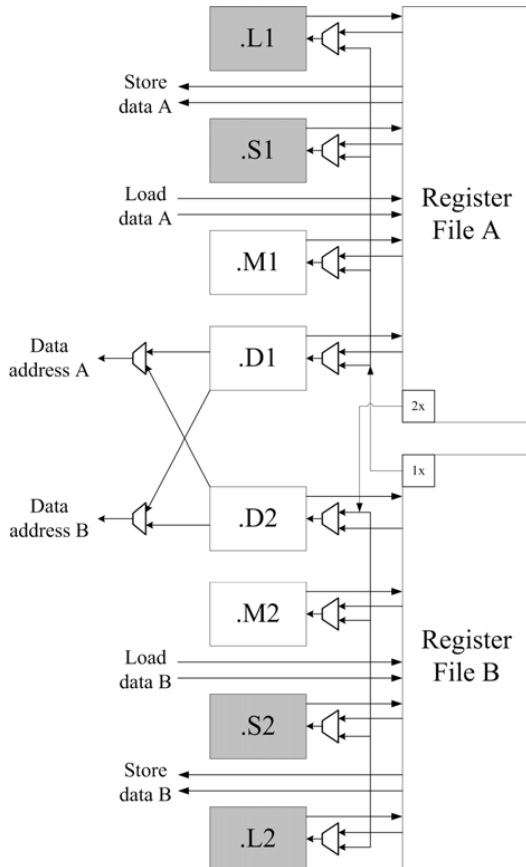 .L1
Store
data A
.S1
Load
data A
Register
File A
.M1
.D1
Data
address A
2x
1x
Data
address B
.D2
.M2
Load
data B
Register
File B
.S2
Store
data B
.L2